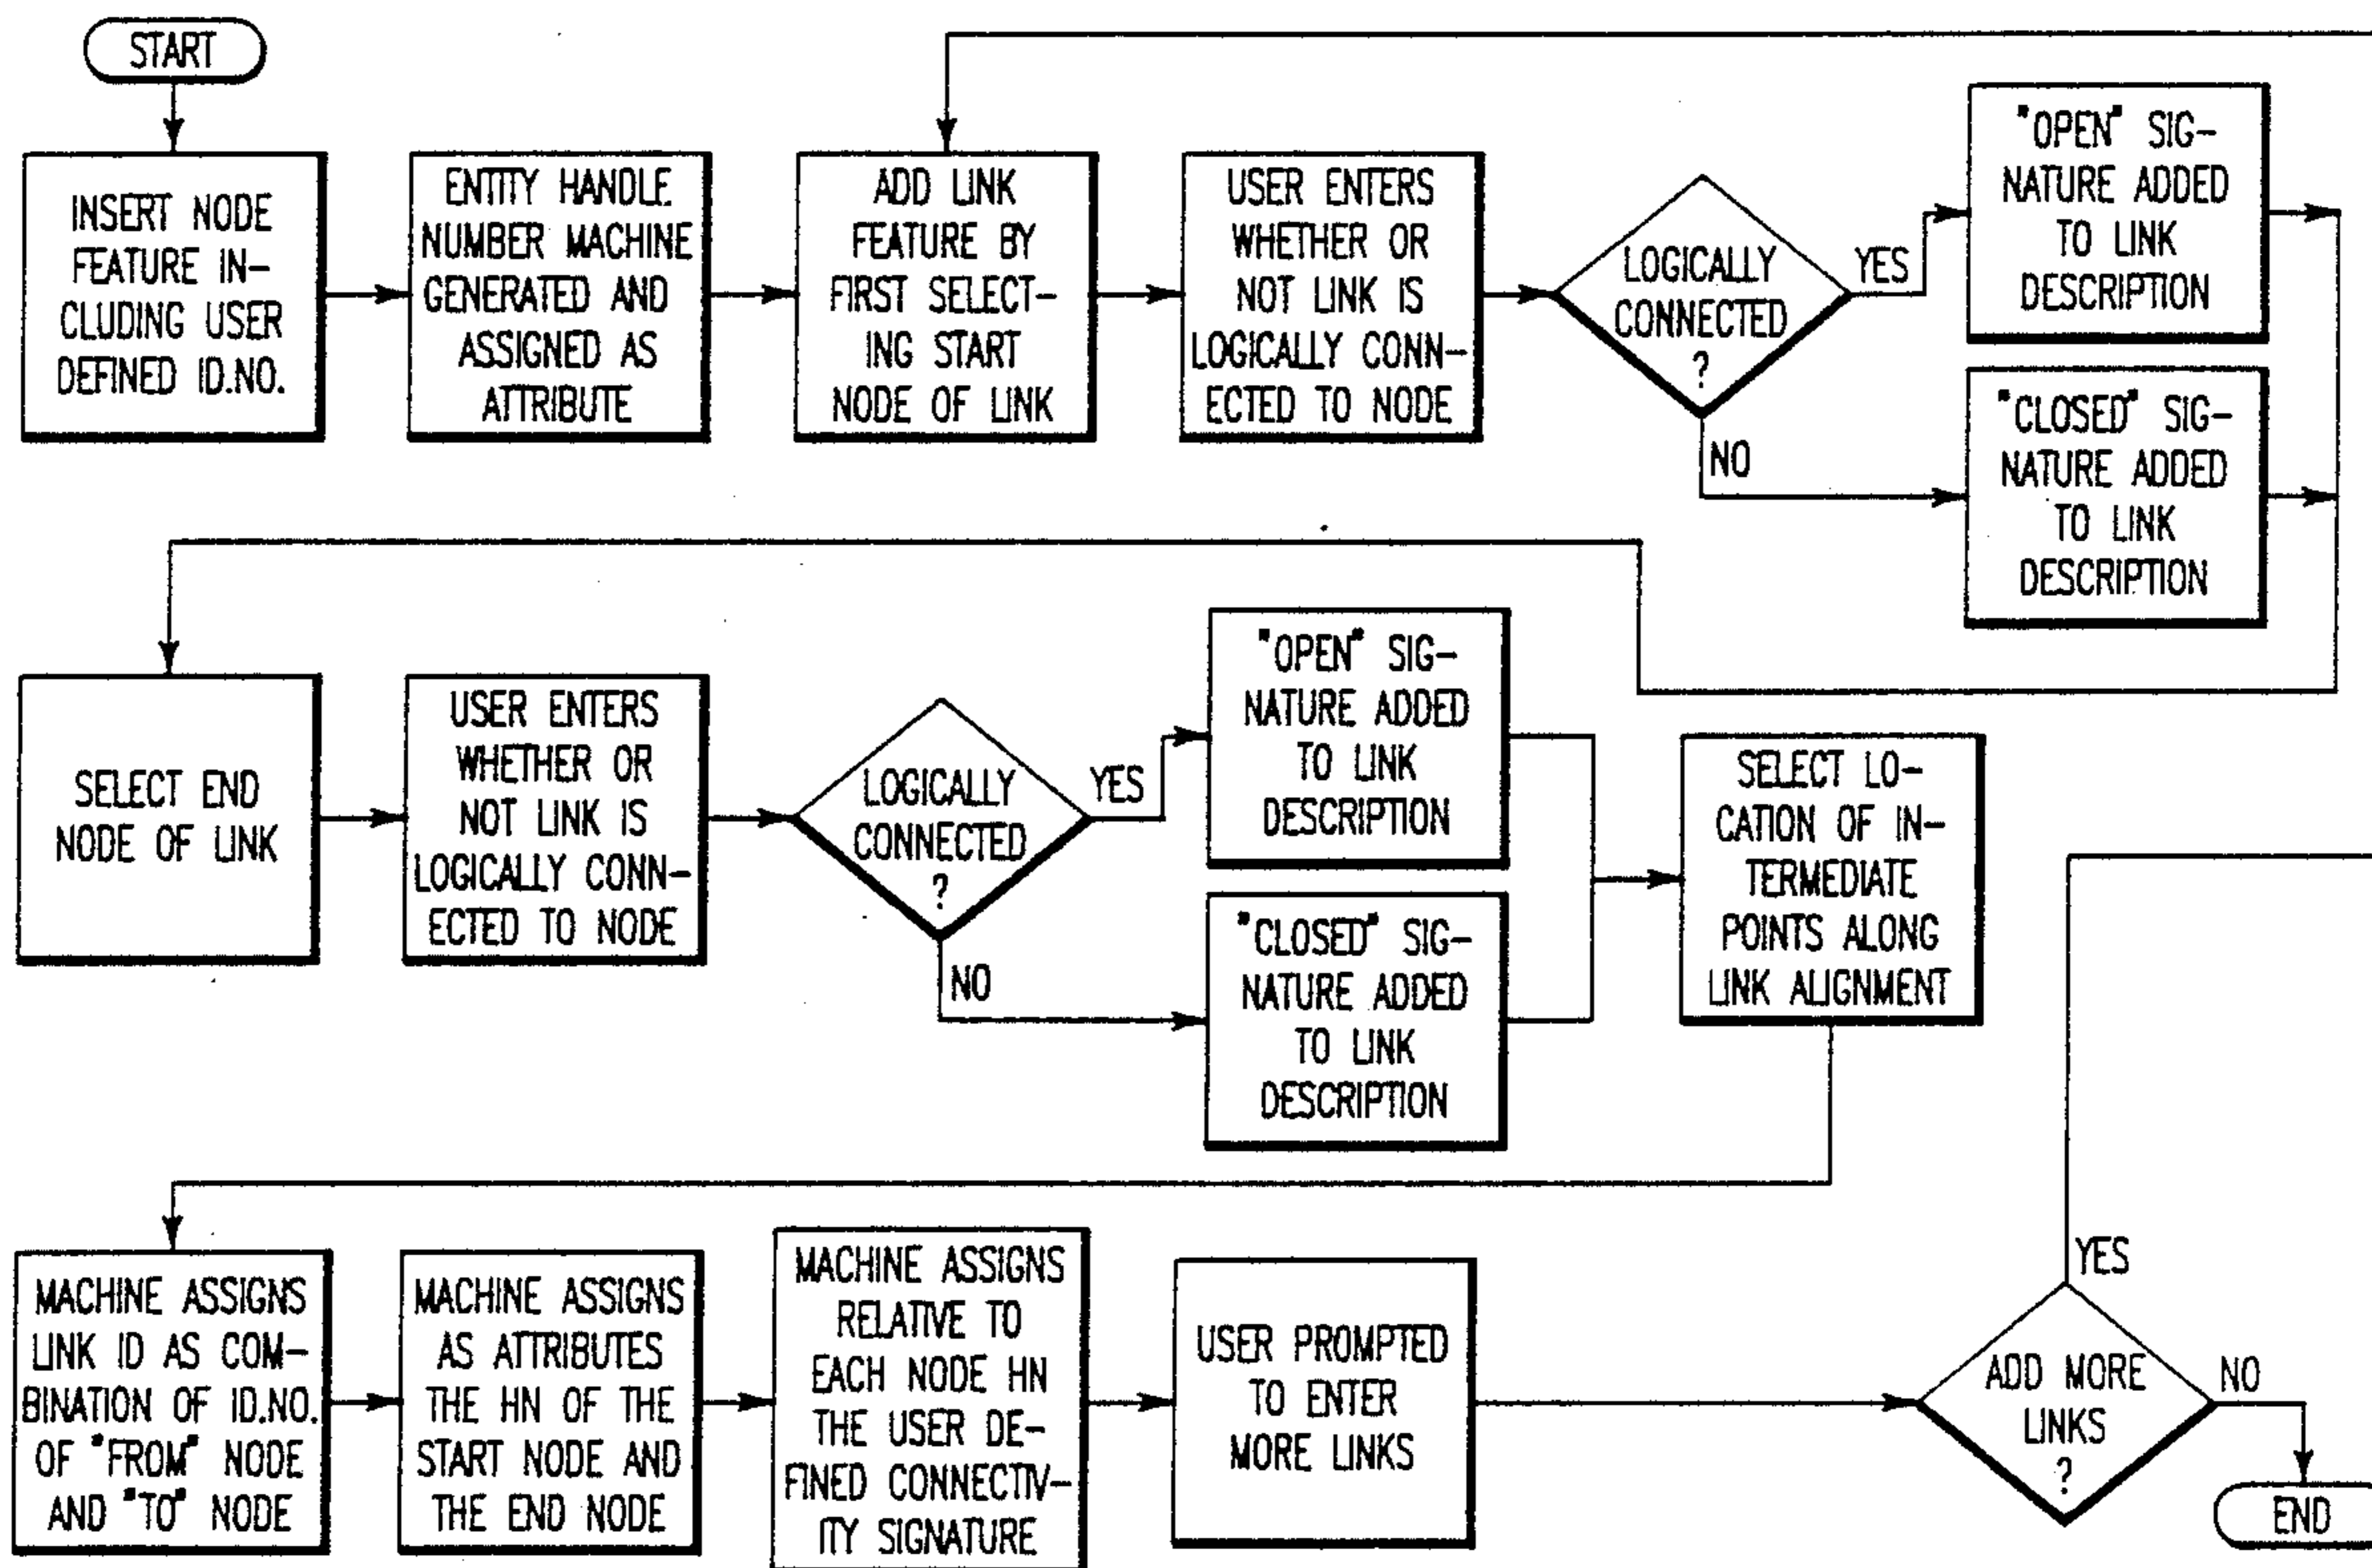 START
INSERT NODE
FEATURE IN-
CLUDING USER
DEFINED ID.NO.
ENTITY HANDLE
NUMBER MACHINE
GENERATED AND
ASSIGNED AS
ATTRIBUTE
ADD LINK
FEATURE BY
FIRST SELECT-
ING START
NODE OF LINK
USER ENTERS
WHETHER OR
NOT LINK IS
LOGICALLY CONN-
ECTED TO NODE
LOGICALLY
CONNECTED
?
YES
NO
"OPEN" SIG-
NATURE ADDED
TO LINK
DESCRIPTION
"CLOSED" SIG-
NATURE ADDED
TO LINK
DESCRIPTION
SELECT END
NODE OF LINK
USER ENTERS
WHETHER OR
NOT LINK IS
LOGICALLY CONN-
ECTED TO NODE
LOGICALLY
CONNECTED
?
YES
NO
"OPEN" SIG-
NATURE ADDED
TO LINK
DESCRIPTION
"CLOSED" SIG-
NATURE ADDED
TO LINK
DESCRIPTION
SELECT LO-
CATION OF IN-
TERMEDIATE
POINTS ALONG
LINK ALIGNMENT
MACHINE ASSIGNS
LINK ID AS COM-
BINATION OF ID.NO.
OF "FROM" NODE
AND "TO" NODE
MACHINE ASSIGNS
AS ATTRIBUTES
THE HN OF THE
START NODE AND
THE END NODE
MACHINE ASSIGNS
RELATIVE TO
EACH NODE HN
THE USER DE-
FINED CONNECTIV-
ITY SIGNATURE
USER PROMPTED
TO ENTER
MORE LINKS
ADD MORE
LINKS
?
YES
NO
END